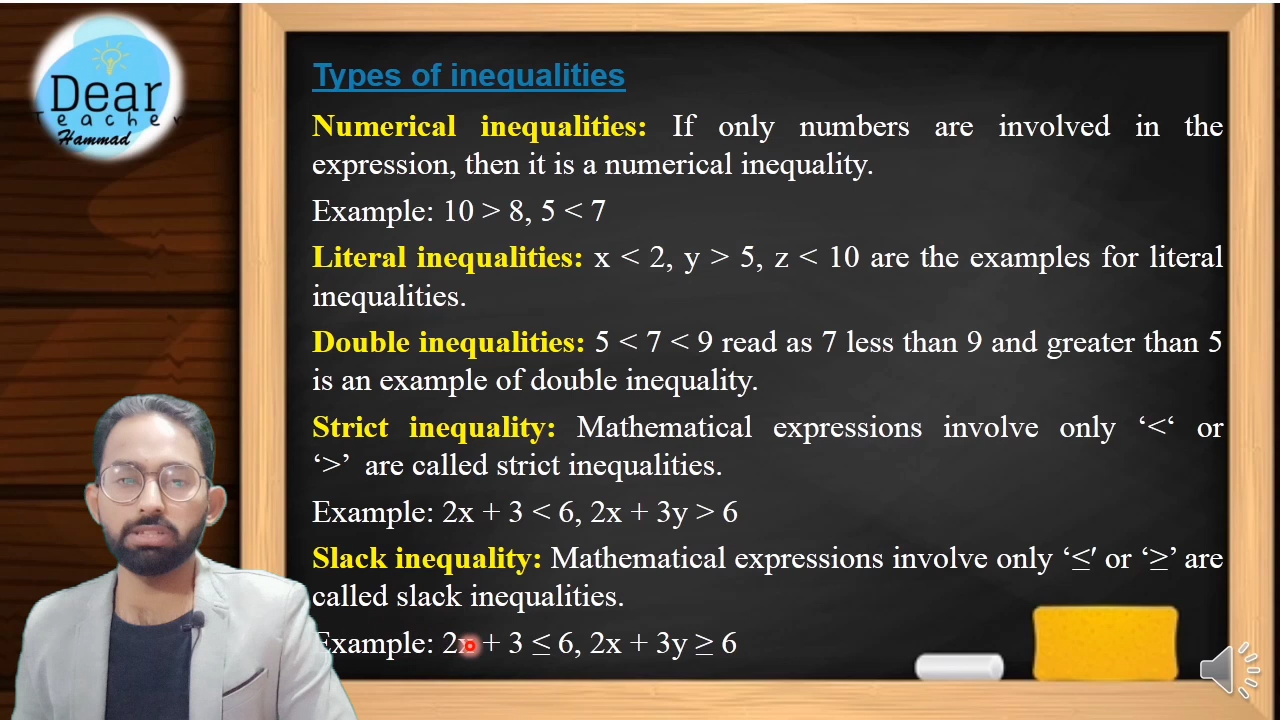 Dear
Teacher
Hammad
Types of inequalities
Numerical inequalities: If only numbers are involved in the
expression, then it is a numerical inequality.
Example: 10 > 8, 5 < 7
Literal inequalities: x < 2, y > 5, z < 10 are the examples for literal
inequalities.
Double inequalities: 5 < 7 < 9 read as 7 less than 9 and greater than 5
is an example of double inequality.
Strict inequality: Mathematical expressions involve only ‘<‘ or
‘>’ are called strict inequalities.
Example: 2x + 3 < 6, 2x + 3y > 6
Slack inequality: Mathematical expressions involve only ‘≤′ or ‘≥’ are
called slack inequalities.
Example: 2x + 3 ≤ 6, 2x + 3y ≥ 6